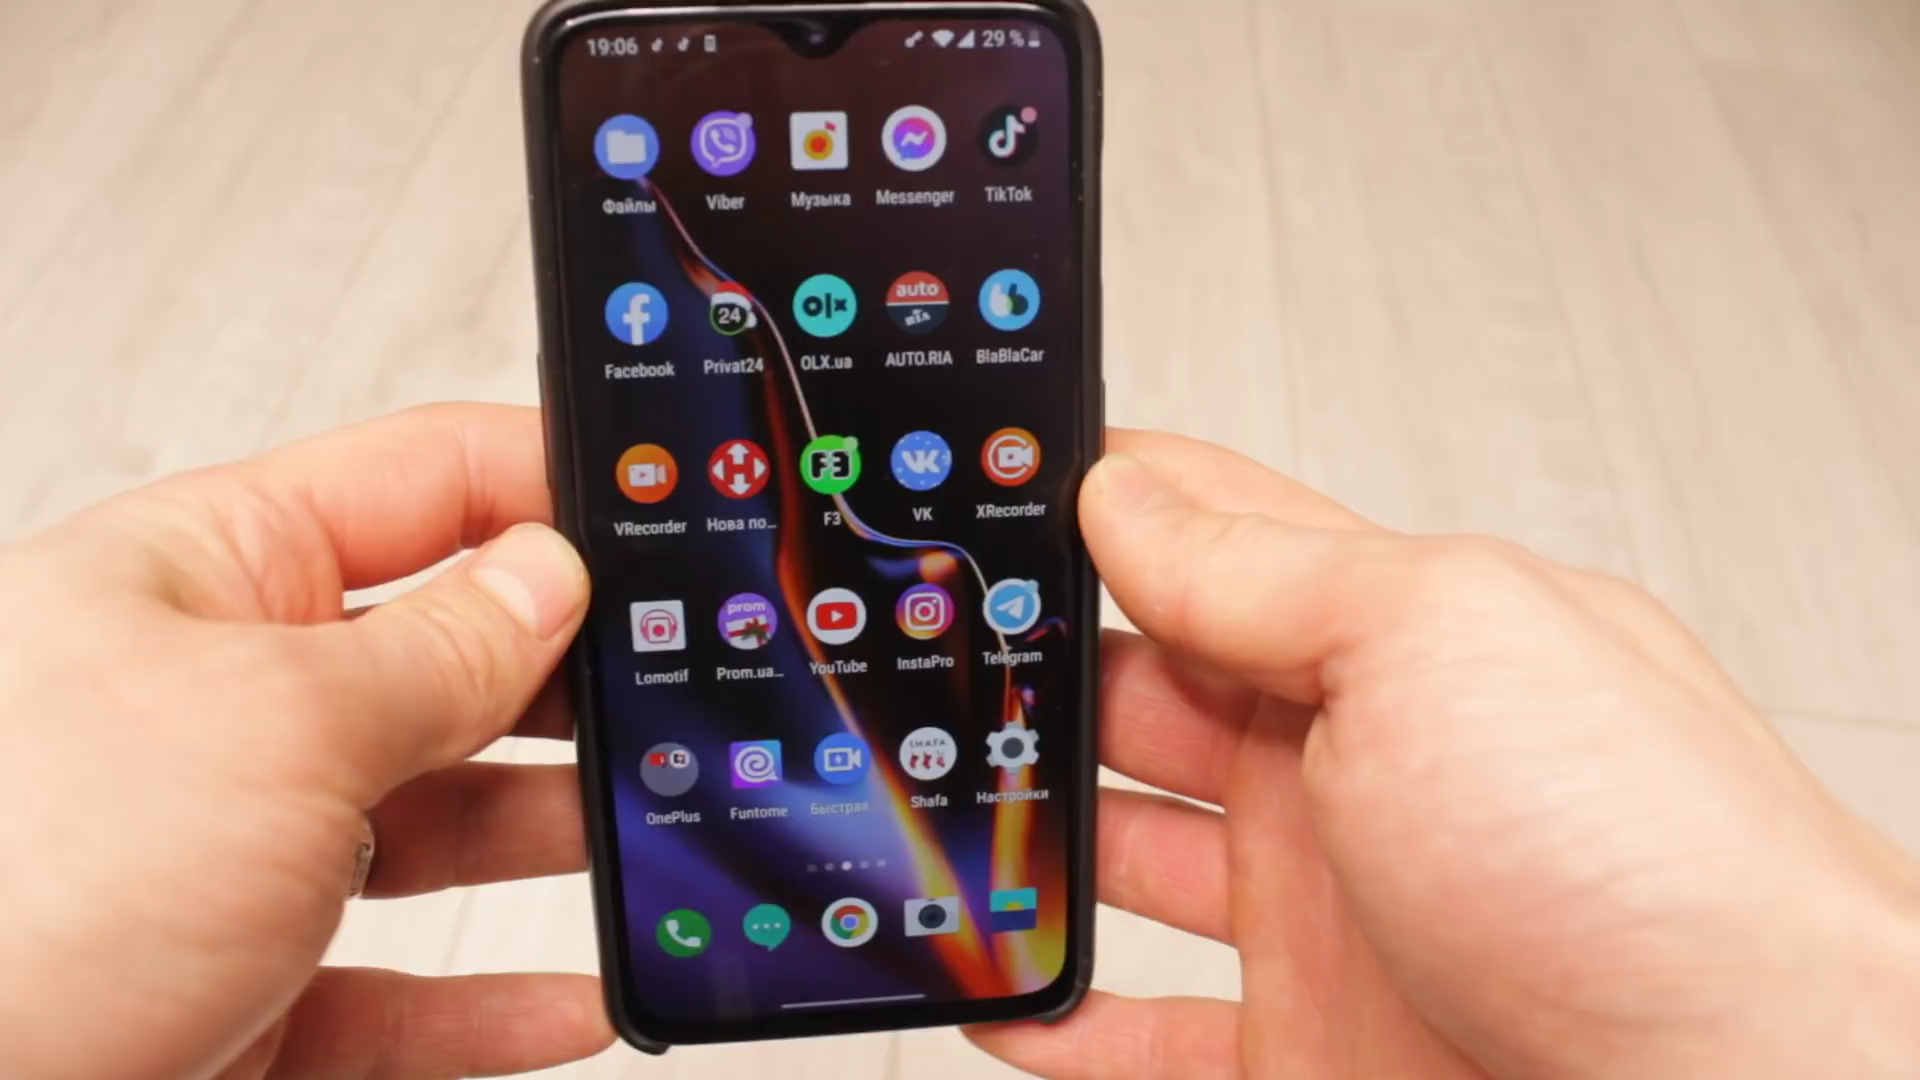 19:06 29 %
Файлы Viber Музыка Messenger TikTok
24 olx auto RIA
Facebook Privat24 OLX.ua AUTO.RIA BlaBlaCar
F3
VRecorder Нова по... F3 VK XRecorder
prom
Lomotif Prom.ua... YouTube InstaPro Telegram
SHAFA
OnePlus Funtome Быстрая... Shafa Настройки